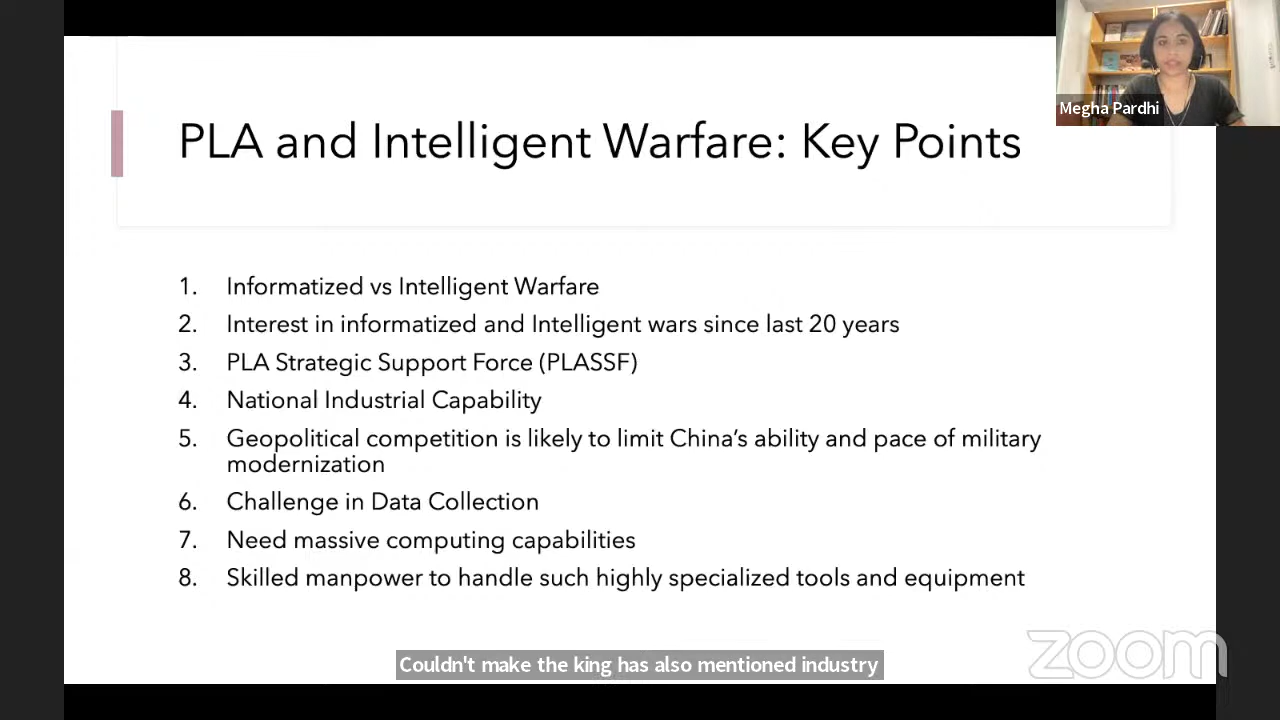 Megha Pardhi
PLA and Intelligent Warfare: Key Points
1. Informatized vs Intelligent Warfare
2. Interest in informatized and Intelligent wars since last 20 years
3. PLA Strategic Support Force (PLASSF)
4. National Industrial Capability
5. Geopolitical competition is likely to limit China's ability and pace of military
modernization
6. Challenge in Data Collection
7. Need massive computing capabilities
8. Skilled manpower to handle such highly specialized tools and equipment
zoom
Couldn't make the king has also mentioned industry